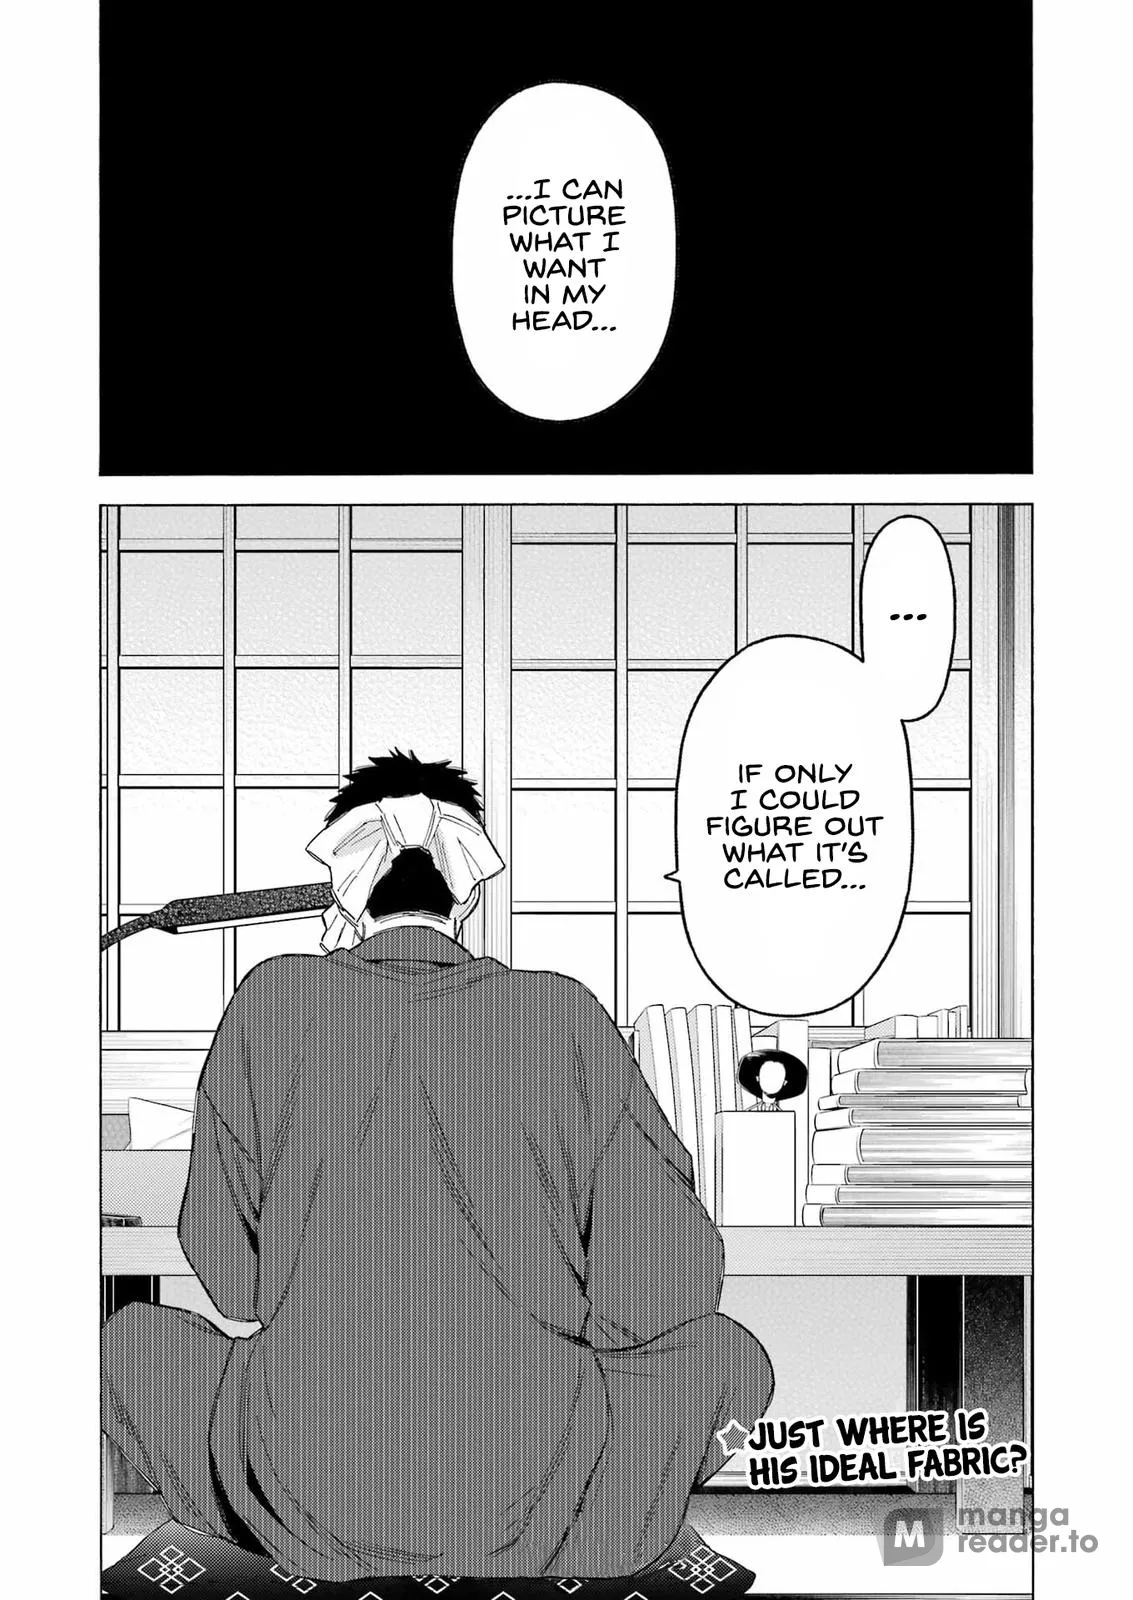 ...I CAN
PICTURE
WHAT I
WANT
IN MY
HEAD...
...
IF ONLY
I COULD
FIGURE OUT
WHAT IT'S
CALLED...
JUST WHERE IS
HIS IDEAL FABRIC?
M
manga
reader.to